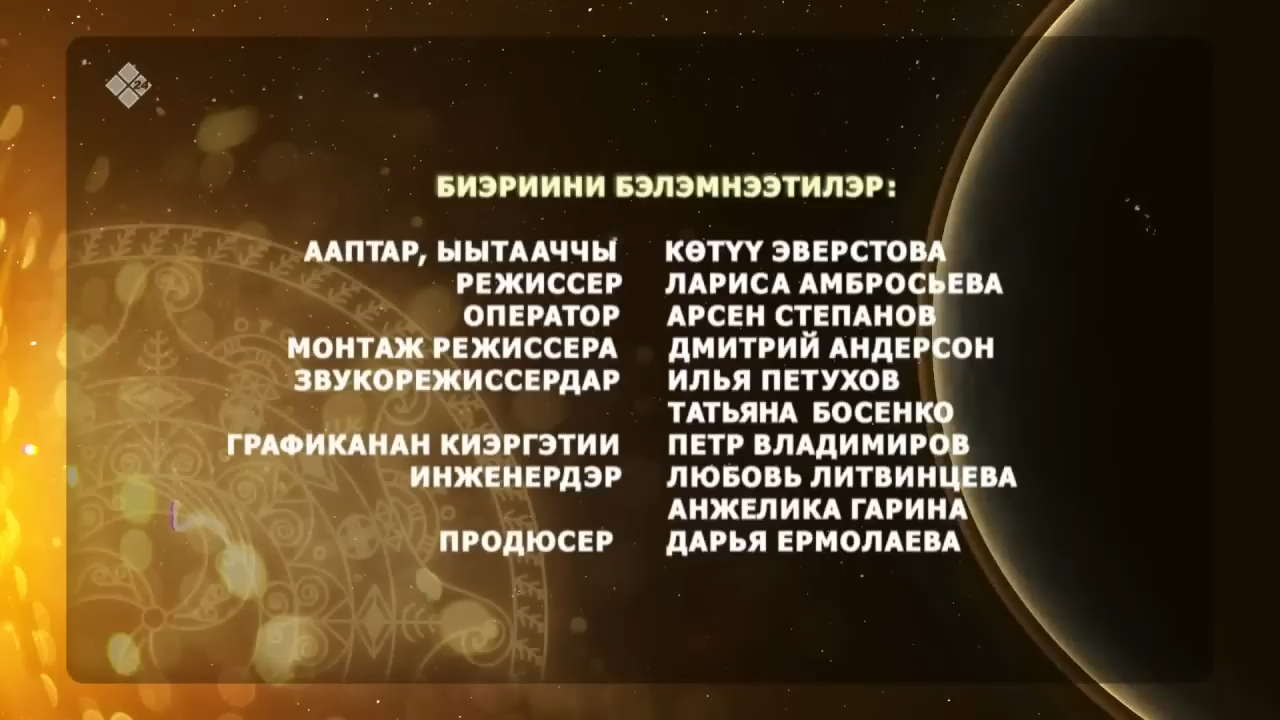 24
БИЭРИИНИ БЭЛЭМНЭЭТИЛЭР:
ААПТАР, ЫЫТААЧЧЫ КӨТҮҮ ЭВЕРСТОВА
РЕЖИССЕР ЛАРИСА АМБРОСЬЕВА
ОПЕРАТОР АРСЕН СТЕПАНОВ
МОНТАЖ РЕЖИССЕРА ДМИТРИЙ АНДЕРСОН
ЗВУКОРЕЖИССЕРДАР ИЛЬЯ ПЕТУХОВ
ТАТЬЯНА БОСЕНКО
ГРАФИКАНАН КИЭРГЭТИИ ПЕТР ВЛАДИМИРОВ
ИНЖЕНЕРДЭР ЛЮБОВЬ ЛИТВИНЦЕВА
АНЖЕЛИКА ГАРИНА
ПРОДЮСЕР ДАРЬЯ ЕРМОЛАЕВА